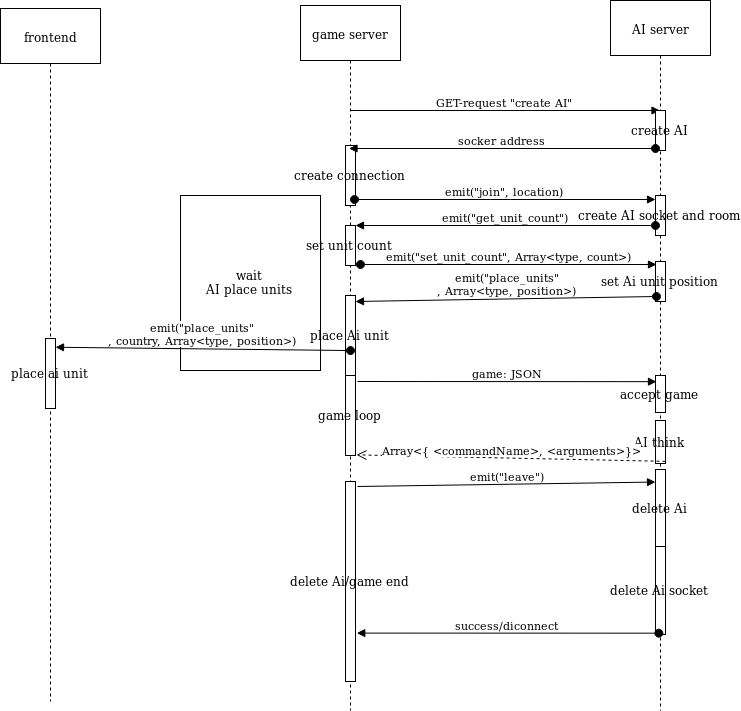 frontend
game server
AI server
GET-request "create AI"
create AI
socker address
create connection
emit("join", location)
create AI socket and room
emit("get_unit_count")
set unit count
emit("set_unit_count", Array<type, count>)
wait
AI place units
emit("place_units"
, Array<type, position>)
set Ai unit position
place Ai unit
emit("place_units"
, country, Array<type, position>)
place ai unit
game: JSON
accept game
game loop
AI think
Array<{ <commandName>, <arguments>}>
emit("leave")
delete Ai
delete Ai/game end
delete Ai socket
success/diconnect